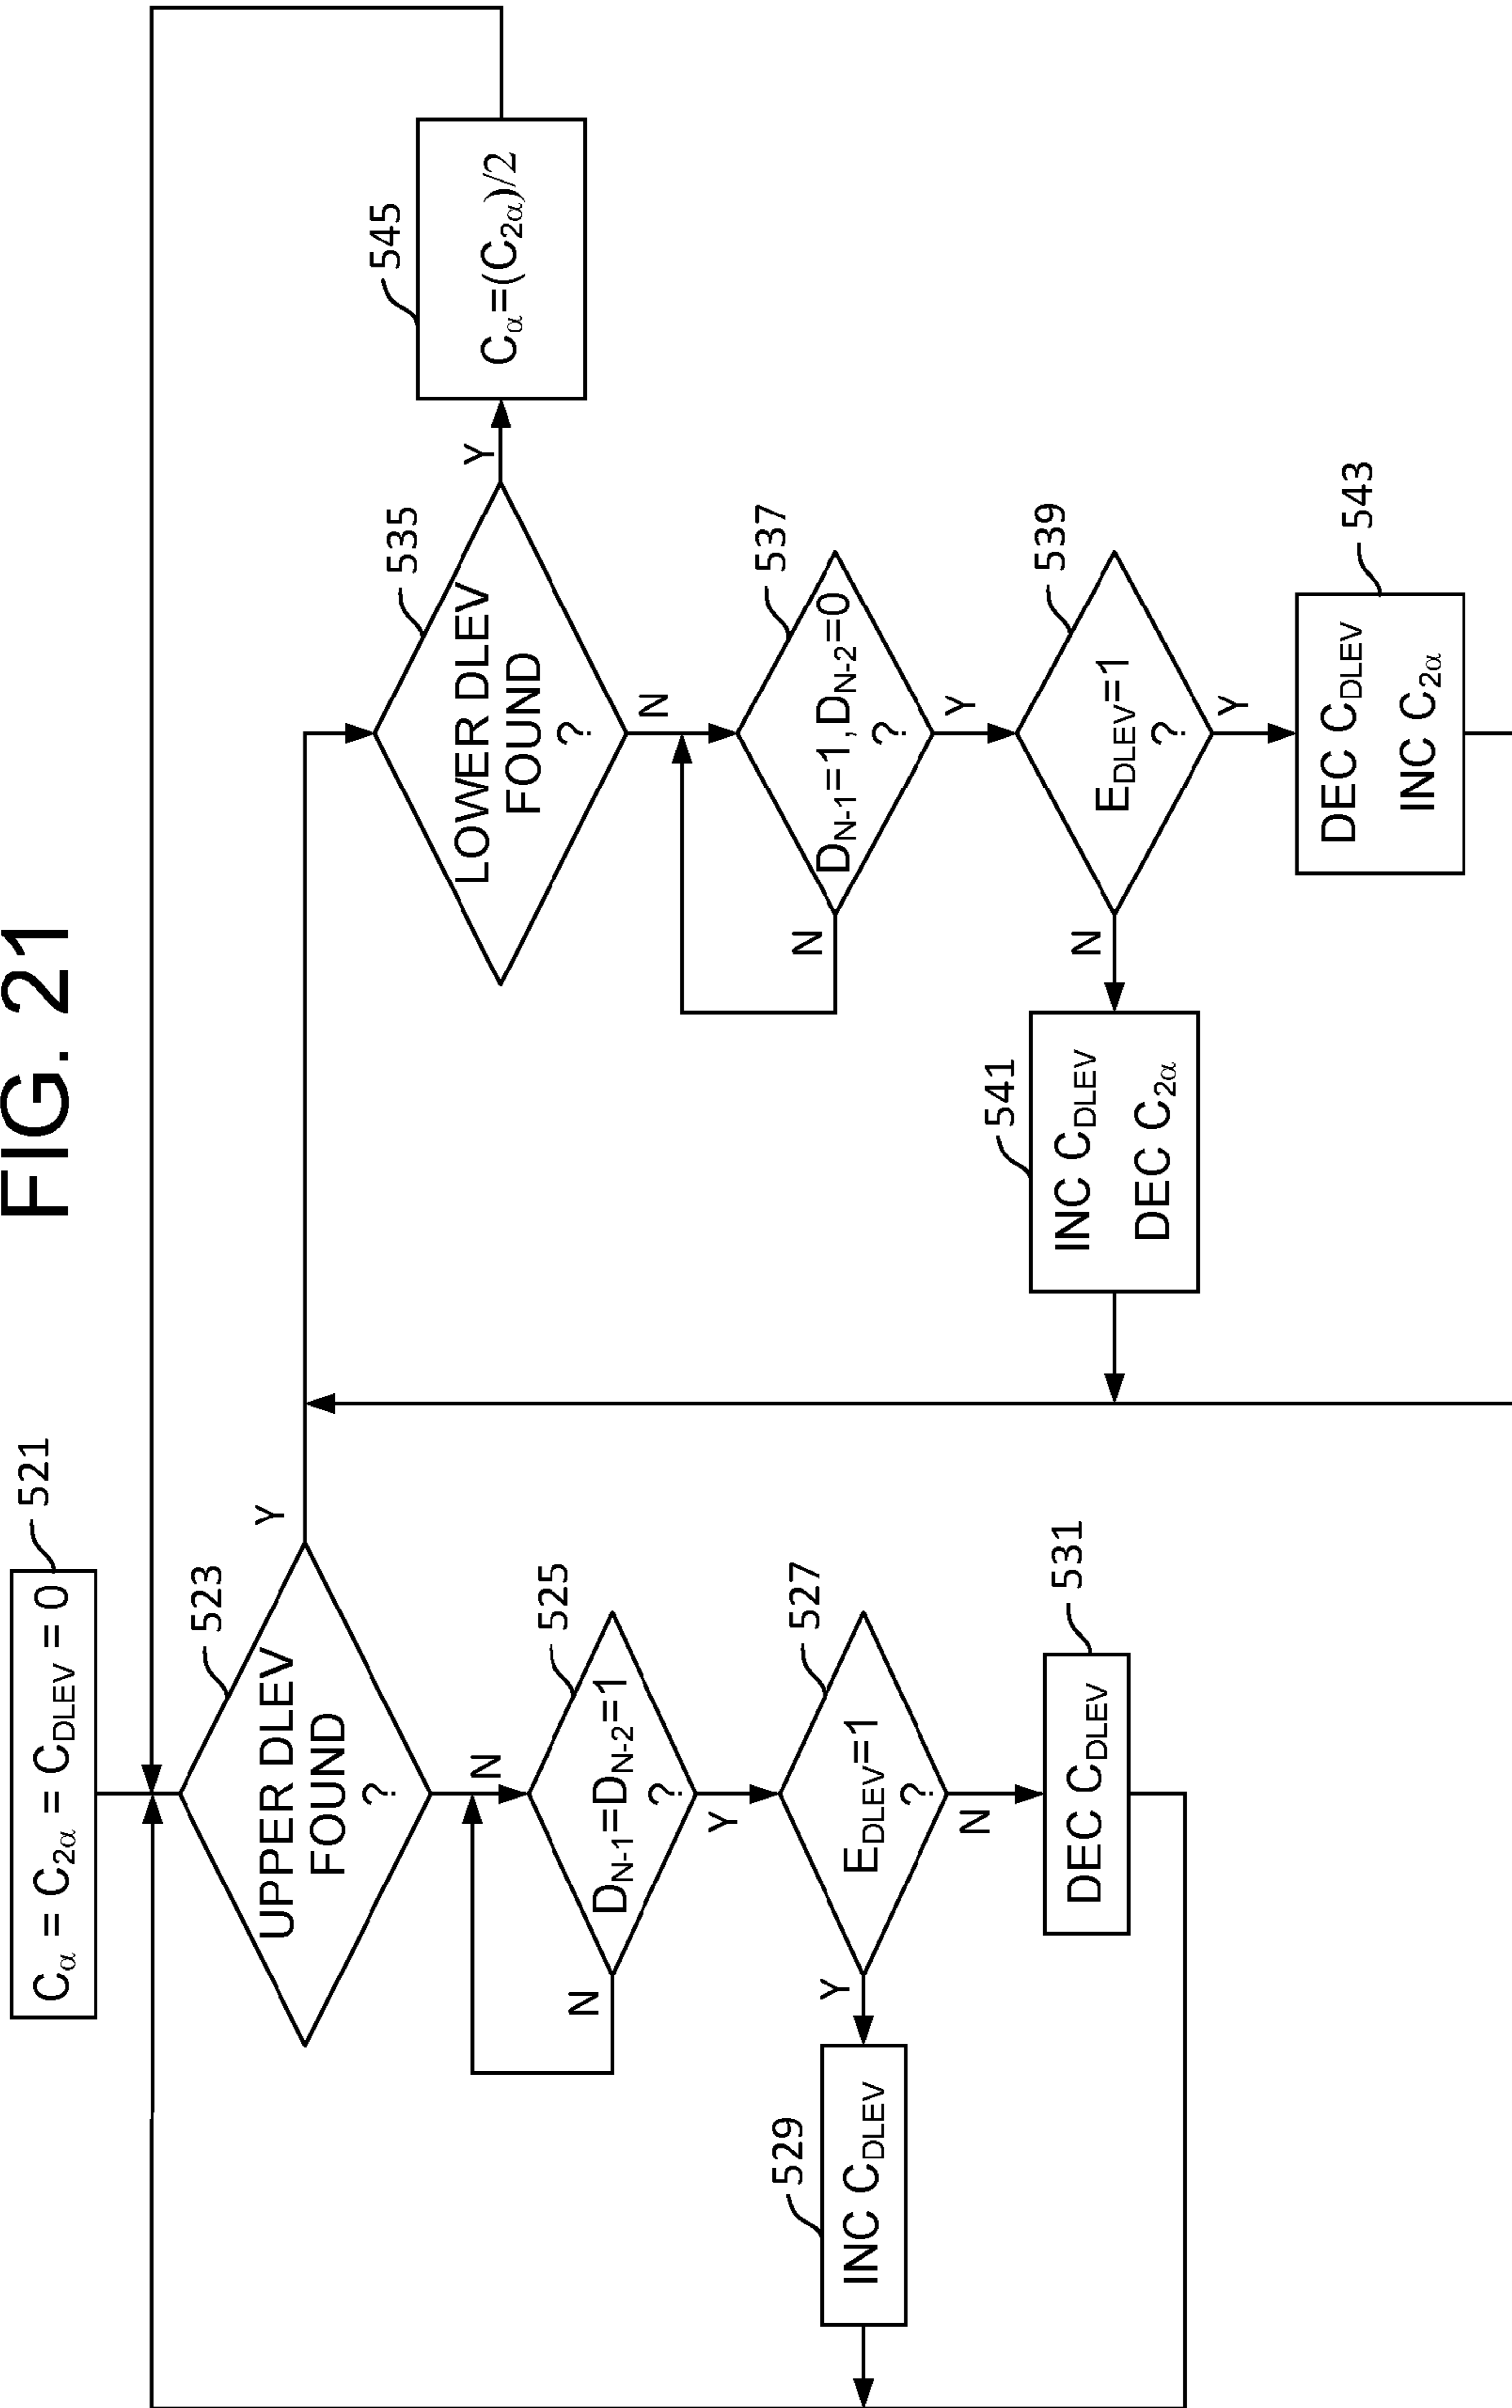 FIG. 21
Cα = C2α = CDLEV = 0
521
UPPER DLEV
FOUND
?
523
Y
N
DN-1=DN-2=1
?
525
N
Y
EDLEV=1
?
527
Y
N
INC CDLEV
529
DEC CDLEV
531
LOWER DLEV
FOUND
?
535
Y
N
Cα=(C2α)/2
545
DN-1=1, DN-2=0
?
537
N
Y
EDLEV=1
?
539
N
Y
INC CDLEV
DEC C2α
541
DEC CDLEV
INC C2α
543